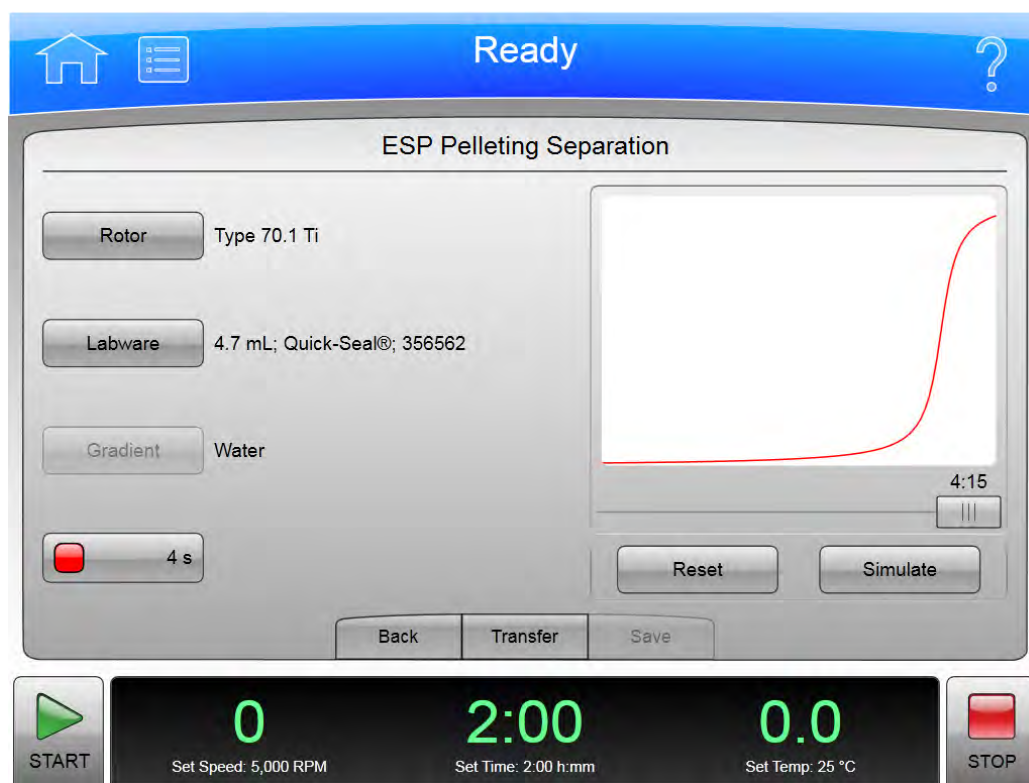 Ready
ESP Pelleting Separation
Rotor Type 70.1 Ti
Labware 4.7 mL; Quick-Seal®; 356562
Gradient Water
4:15
4 s
Reset Simulate
Back Transfer Save
START
0
Set Speed: 5,000 RPM
2:00
Set Time: 2:00 h:mm
0.0
Set Temp: 25 °C
STOP